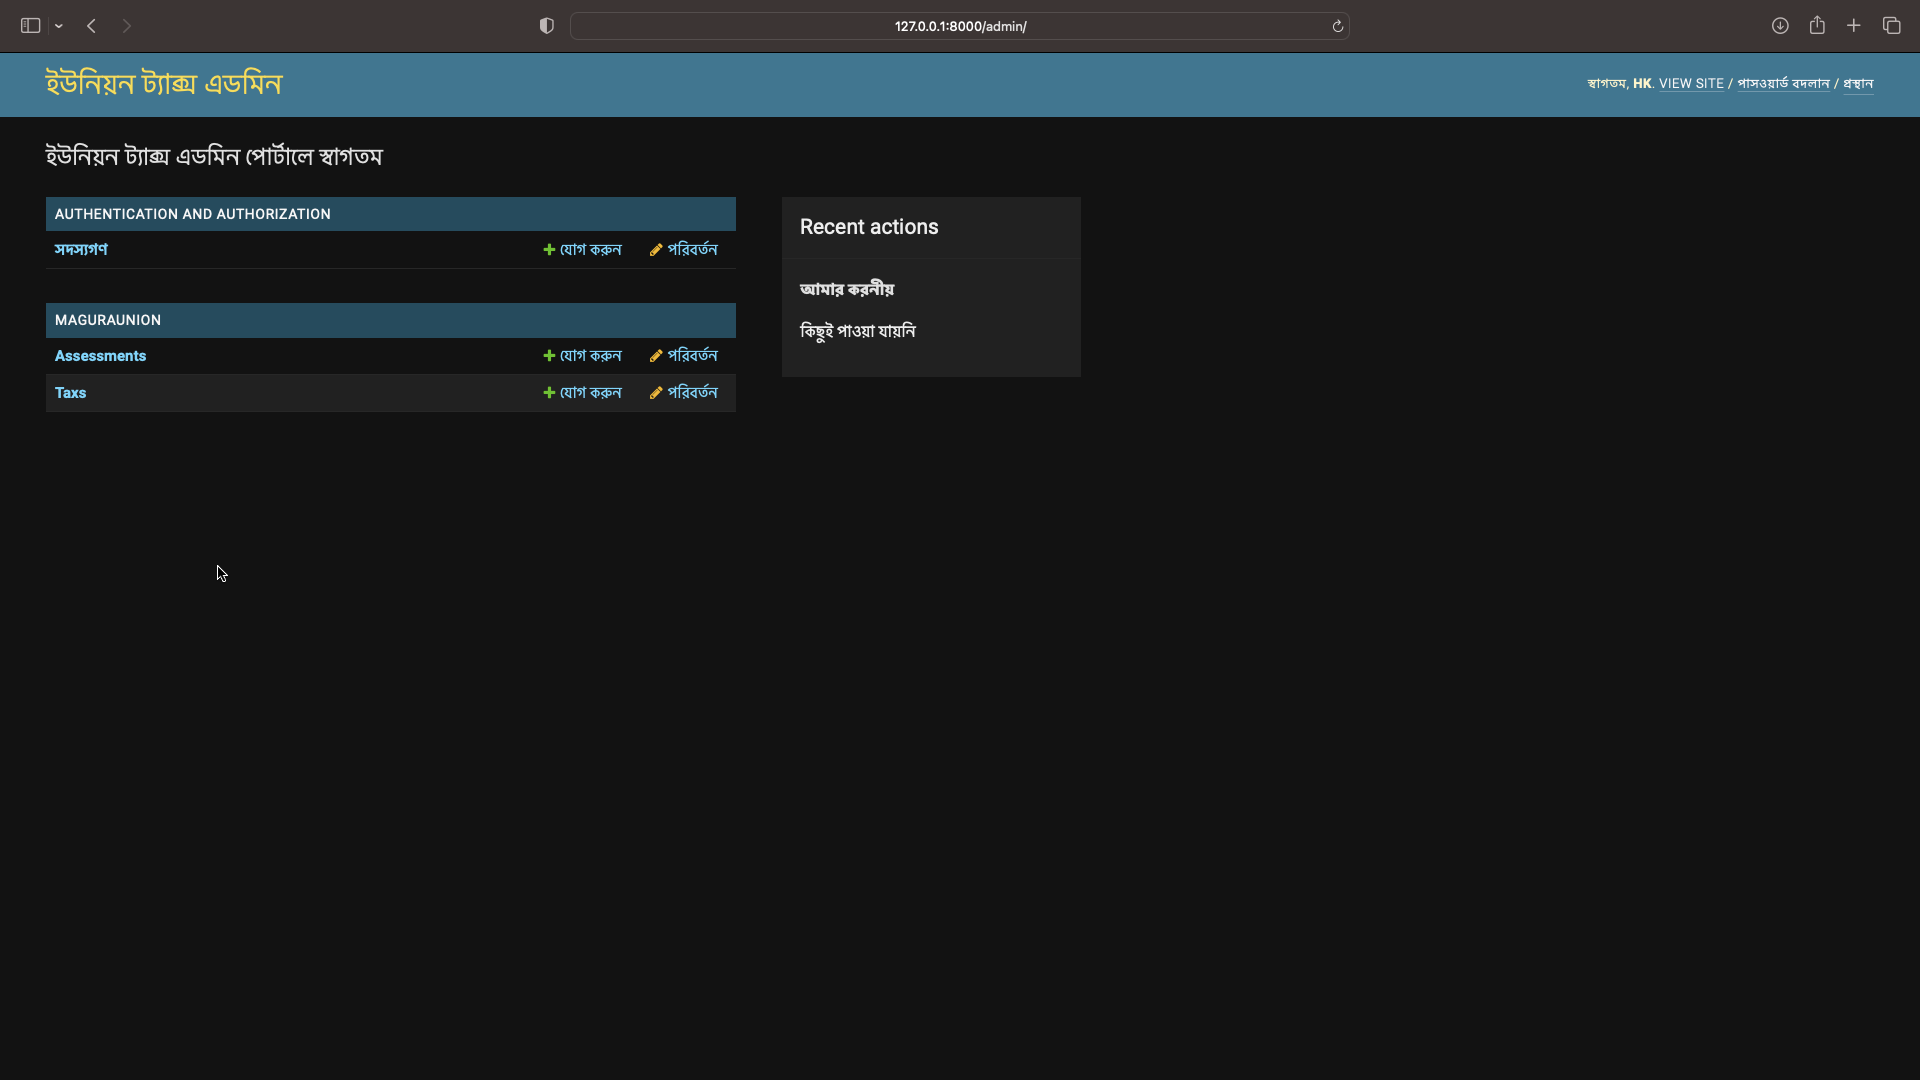 127.0.0.1:8000/admin/
ইউনিয়ন ট্যাক্স এডমিন
স্বাগতম, HK. VIEW SITE / পাসওয়ার্ড বদলান / প্রস্থান
ইউনিয়ন ট্যাক্স এডমিন পোর্টালে স্বাগতম
AUTHENTICATION AND AUTHORIZATION
সদস্যগণ যোগ করুন পরিবর্তন
MAGURAUNION
Assessments যোগ করুন পরিবর্তন
Taxs যোগ করুন পরিবর্তন
Recent actions
আমার করনীয়
কিছুই পাওয়া যায়নি